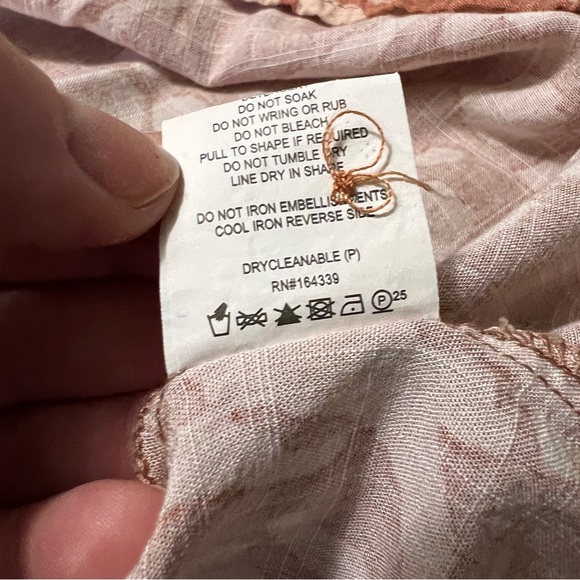 DO NOT SOAK
DO NOT WRING OR RUB
DO NOT BLEACH
PULL TO SHAPE IF REQUIRED
DO NOT TUMBLE DRY
LINE DRY IN SHAPE
DO NOT IRON EMBELLISHMENTS
COOL IRON REVERSE SIDE
DRYCLEANABLE (P)
RN#164339
P 25